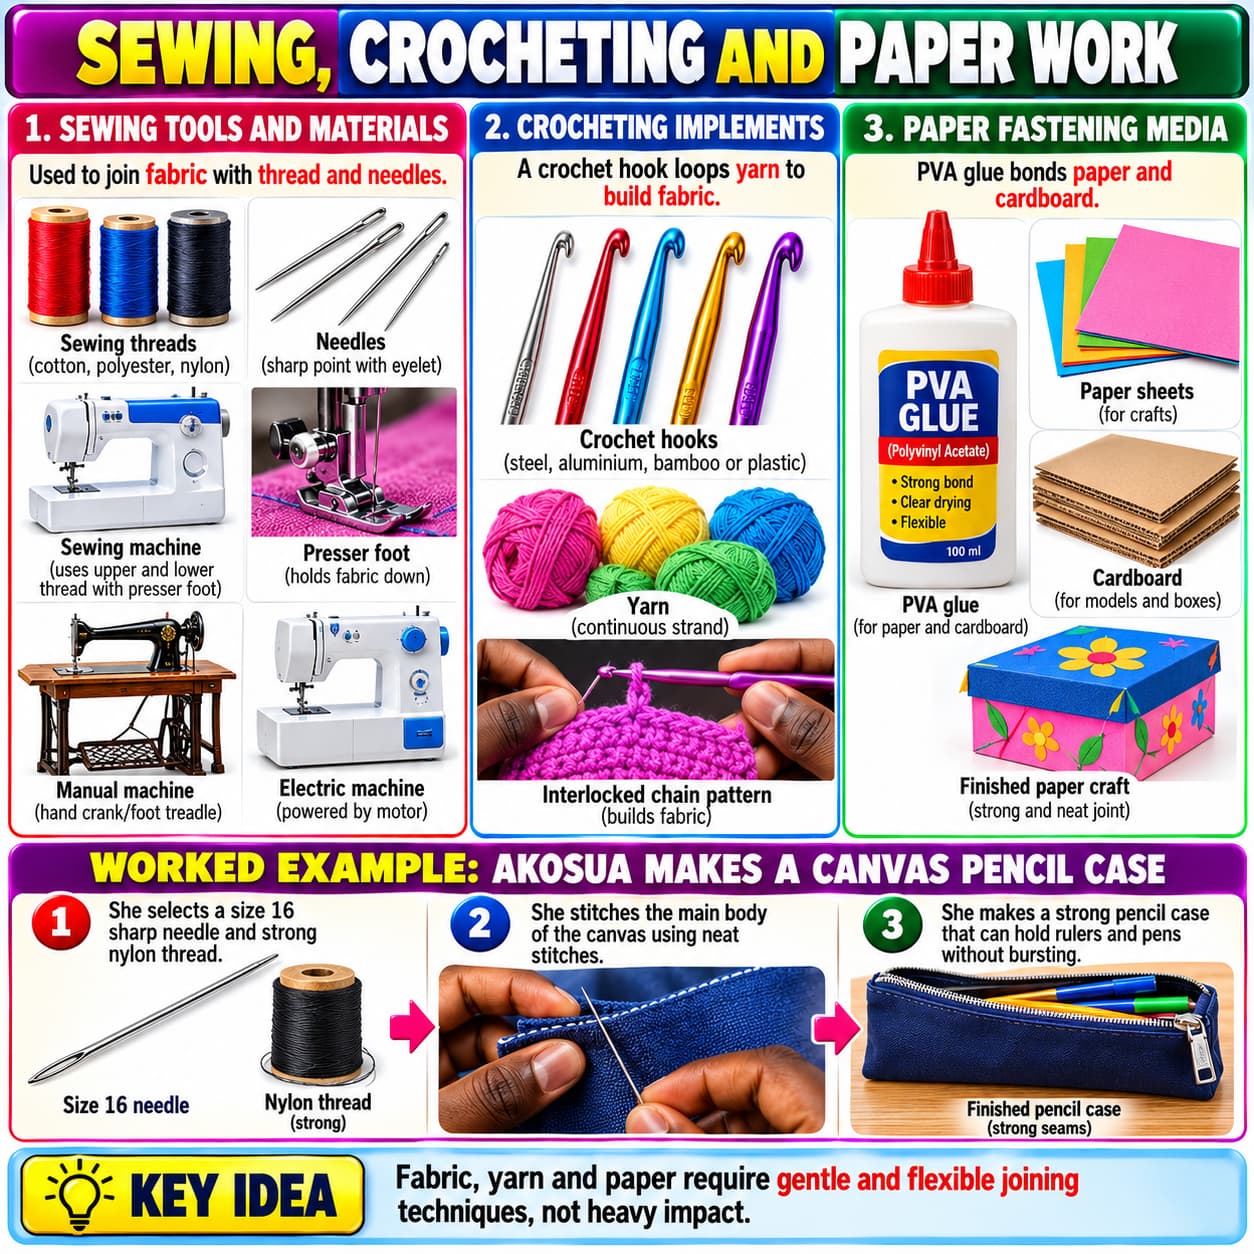 SEWING, CROCHETING AND PAPER WORK
1. SEWING TOOLS AND MATERIALS
Used to join fabric with thread and needles.
Sewing threads
(cotton, polyester, nylon)
Needles
(sharp point with eyelet)
Sewing machine
(uses upper and lower
thread with presser foot)
Presser foot
(holds fabric down)
Manual machine
(hand crank/foot treadle)
Electric machine
(powered by motor)
2. CROCHETING IMPLEMENTS
A crochet hook loops yarn to
build fabric.
Crochet hooks
(steel, aluminium, bamboo or plastic)
Yarn
(continuous strand)
Interlocked chain pattern
(builds fabric)
3. PAPER FASTENING MEDIA
PVA glue bonds paper and
cardboard.
PVA
GLUE
(Polyvinyl Acetate)
• Strong bond
• Clear drying
• Flexible
100 ml
PVA glue
(for paper and cardboard)
Paper sheets
(for crafts)
Cardboard
(for models and boxes)
Finished paper craft
(strong and neat joint)
WORKED EXAMPLE: AKOSUA MAKES A CANVAS PENCIL CASE
1
She selects a size 16
sharp needle and strong
nylon thread.
Size 16 needle
Nylon thread
(strong)
2
She stitches the main body
of the canvas using neat
stitches.
3
She makes a strong pencil case
that can hold rulers and pens
without bursting.
Finished pencil case
(strong seams)
KEY IDEA
Fabric, yarn and paper require gentle and flexible joining
techniques, not heavy impact.